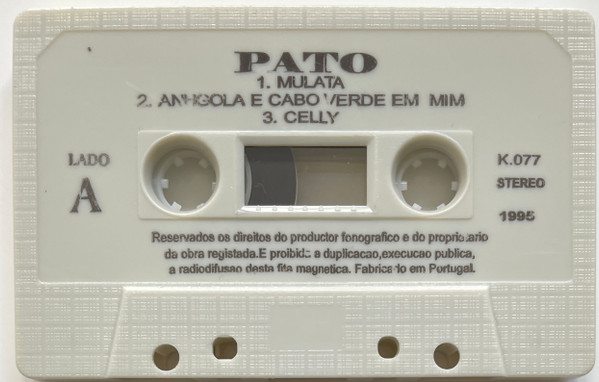 PATO
1. MULATA
2. ANHGOLA E CABO VERDE EM MIM
3. CELLY
LADO
A
K.077
STEREO
1995
Reservados os direitos do productor fonografico e do proprietario
da obra registada.E proibida a duplicacao,execucao publica,
a radiodifusao desta fita magnetica. Fabricado em Portugal.